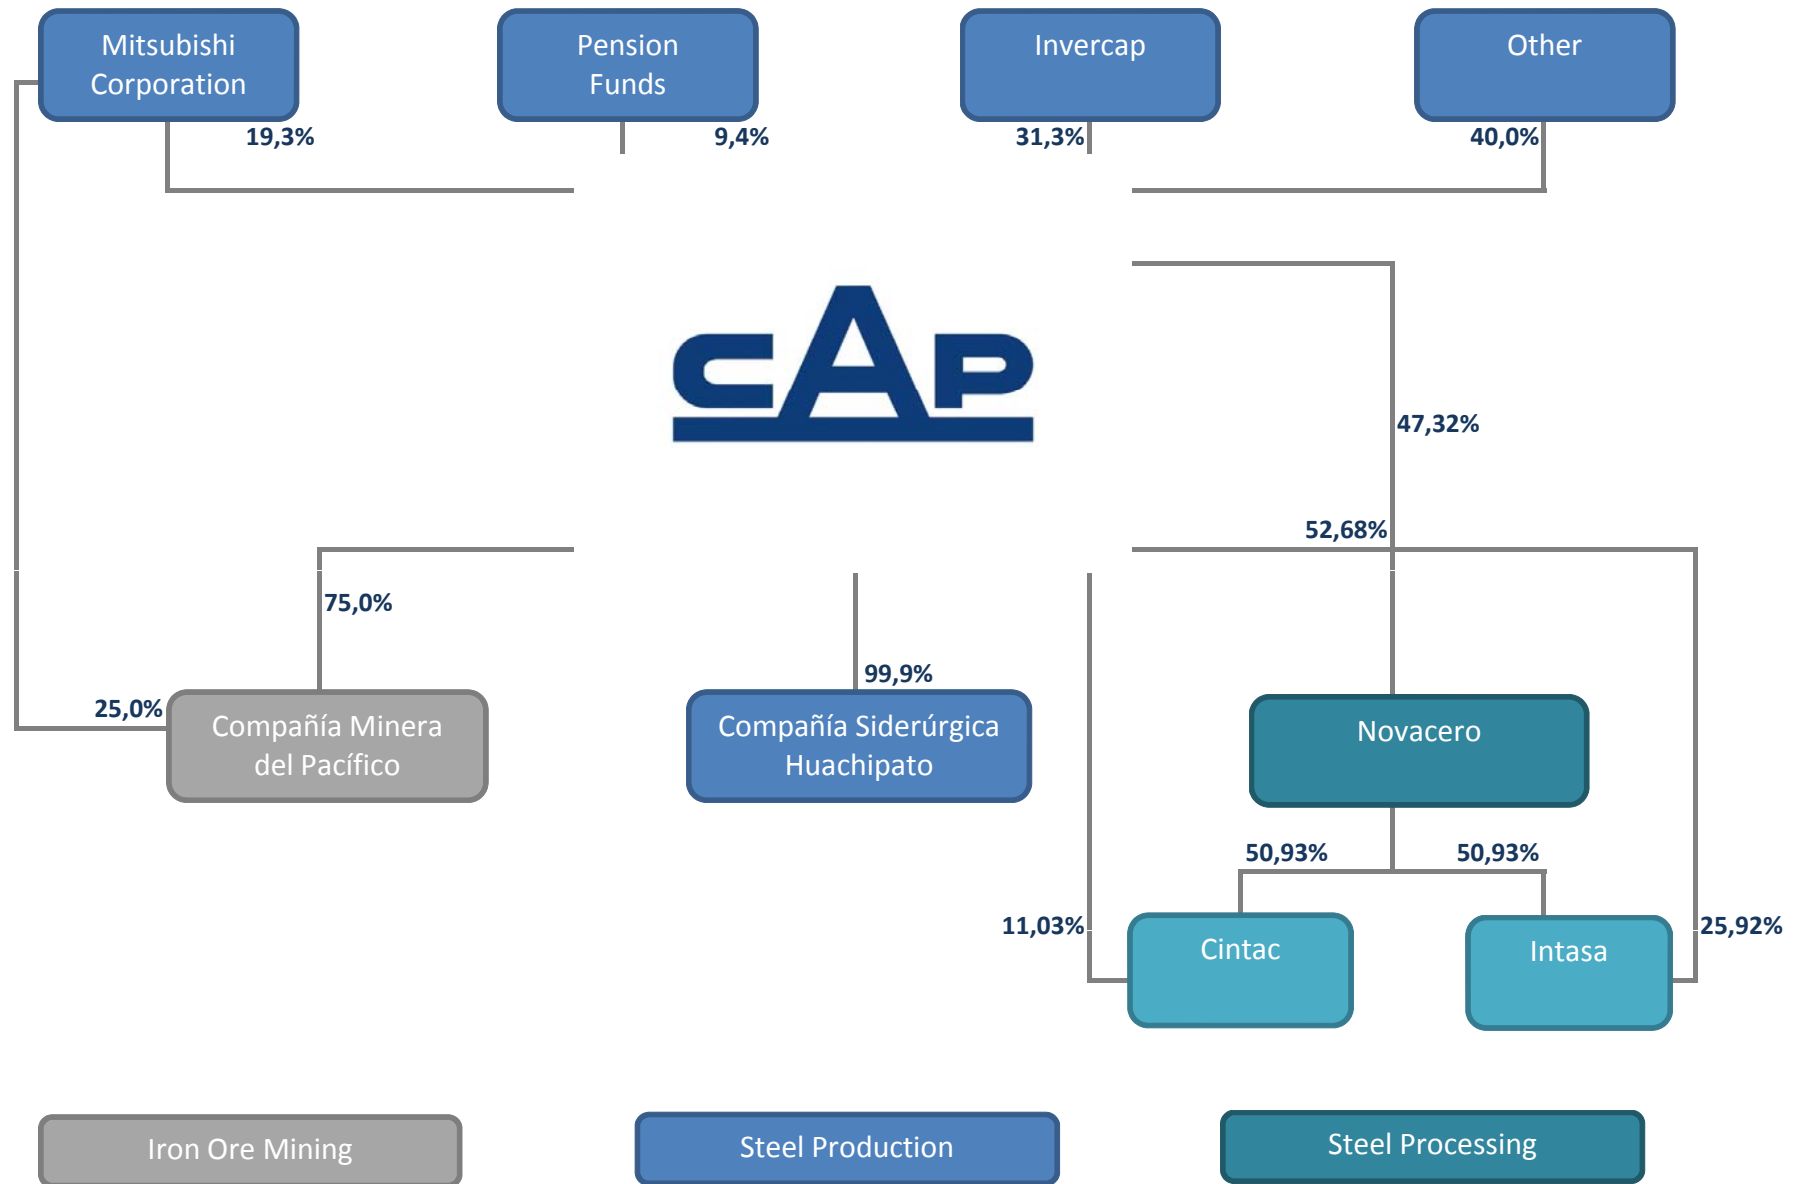 Mitsubishi
Corporation
Pension
Funds
Invercap
Other
19,3%
9,4%
31,3%
40,0%
CAP
47,32%
52,68%
75,0%
99,9%
25,0%
Compañía Minera
del Pacífico
Compañía Siderúrgica
Huachipato
Novacero
50,93%
50,93%
11,03%
Cintac
Intasa
25,92%
Iron Ore Mining
Steel Production
Steel Processing